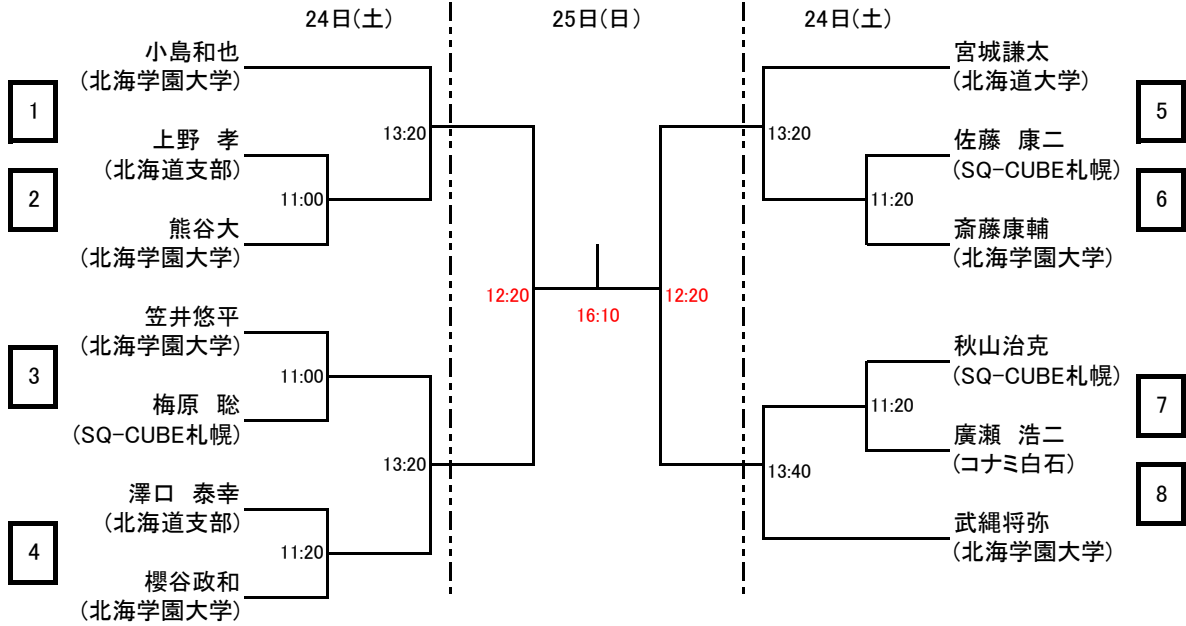 24日(土)
25日(日)
24日(土)
小島和也
(北海学園大学)
1
13:20
上野　孝
(北海道支部)
2
11:00
熊谷大
(北海学園大学)
笠井悠平
(北海学園大学)
3
11:00
梅原　聡
(SQ-CUBE札幌)
13:20
澤口　泰幸
(北海道支部)
4
11:20
櫻谷政和
(北海学園大学)
12:20
16:10
12:20
宮城謙太
(北海道大学)
5
13:20
佐藤　康二
(SQ-CUBE札幌)
6
11:20
斎藤康輔
(北海学園大学)
秋山治克
(SQ-CUBE札幌)
7
11:20
廣瀬　浩二
(コナミ白石)
13:40
8
武縄将弥
(北海学園大学)